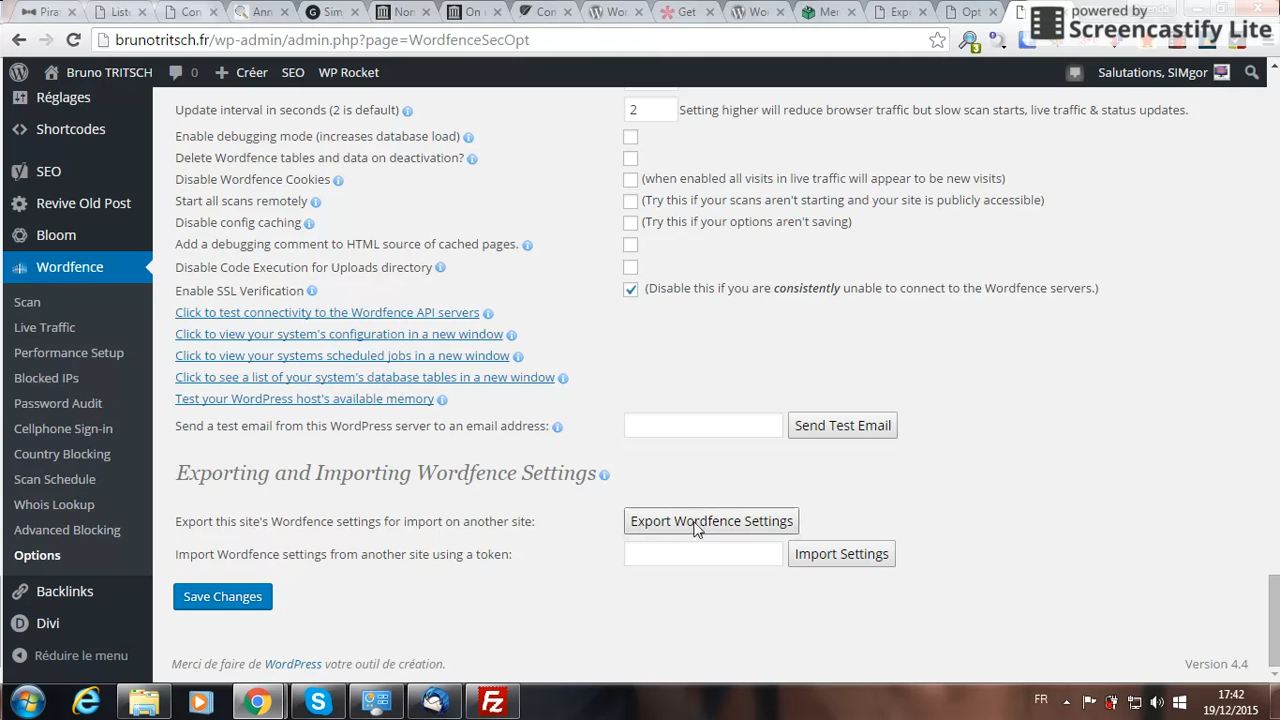 Pirat
Liste
Con
Ann
Sim
Non
On
Con
Wo
Get
Wo
Mer
Exp
Opt
powered by
Screencastify Lite
brunotritsch.fr/wp-admin/admin.php?page=WordfenceSecOpt
Bruno TRITSCH 0 Créer SEO WP Rocket Salutations, SIMgor
Réglages
Shortcodes
SEO
Revive Old Post
Bloom
Wordfence
Scan
Live Traffic
Performance Setup
Blocked IPs
Password Audit
Cellphone Sign-in
Country Blocking
Scan Schedule
Whois Lookup
Advanced Blocking
Options
Backlinks
Divi
Réduire le menu
Update interval in seconds (2 is default) 2 Setting higher will reduce browser traffic but slow scan starts, live traffic & status updates.
Enable debugging mode (increases database load)
Delete Wordfence tables and data on deactivation?
Disable Wordfence Cookies (when enabled all visits in live traffic will appear to be new visits)
Start all scans remotely (Try this if your scans aren't starting and your site is publicly accessible)
Disable config caching (Try this if your options aren't saving)
Add a debugging comment to HTML source of cached pages.
Disable Code Execution for Uploads directory
Enable SSL Verification (Disable this if you are consistently unable to connect to the Wordfence servers.)
Click to test connectivity to the Wordfence API servers
Click to view your system's configuration in a new window
Click to view your systems scheduled jobs in a new window
Click to see a list of your system's database tables in a new window
Test your WordPress host's available memory
Send a test email from this WordPress server to an email address: Send Test Email
Exporting and Importing Wordfence Settings
Export this site's Wordfence settings for import on another site: Export Wordfence Settings
Import Wordfence settings from another site using a token: Import Settings
Save Changes
Merci de faire de WordPress votre outil de création. Version 4.4
FR 17:42
19/12/2015